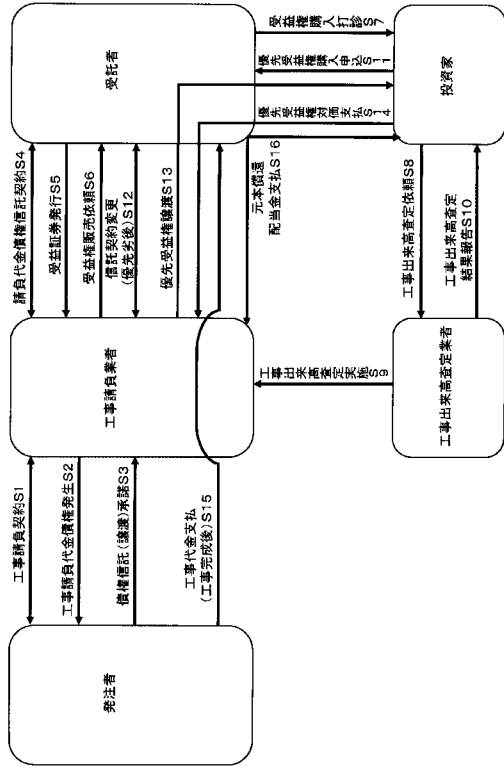 発注者
工事請負業者
受託者
工事請負契約S1
工事請負代金債権発生S2
債権信託(譲渡)承諾S3
工事代金支払
(工事完成後)S15
請負代金債権信託契約S4
受益証券発行S5
受益権販売依頼S6
信託契約変更
(優先劣後)S12
優先受益権譲渡S13
受益権購入打診S7
優先受益権購入申込S11
優先受益権対価支払S14
元本償還
配当金支払S16
工事出来高査定実施S9
工事出来高査定業者
工事出来高査定依頼S8
工事出来高査定
結果報告S10
投資家